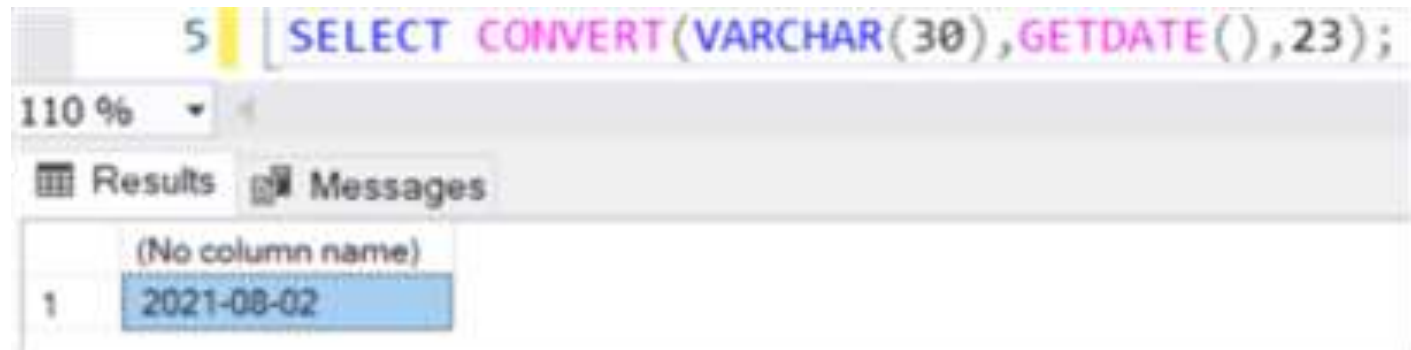 5 SELECT CONVERT(VARCHAR(30),GETDATE(),23);
110 %
Results Messages
(No column name)
1 2021-08-02